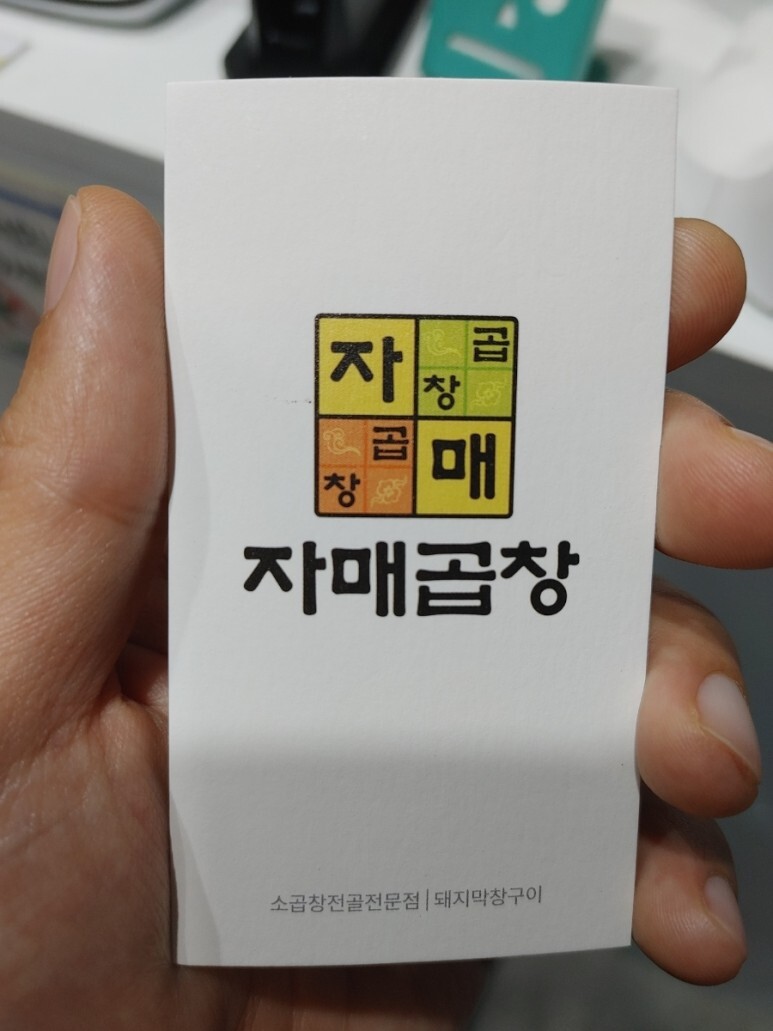 자 곱
창
곱 매
창
자매곱창
소곱창전골전문점|돼지막창구이